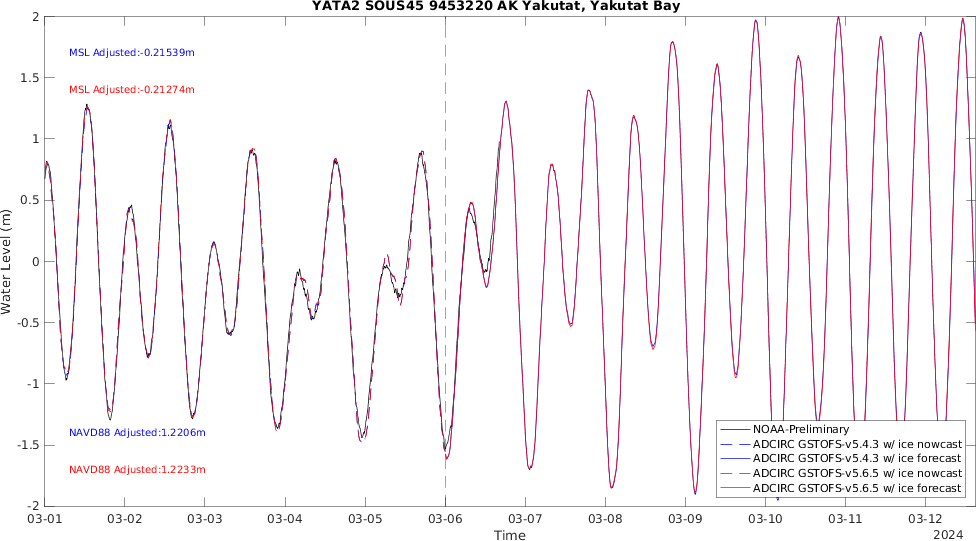 YATA2 SOUS45 9453220 AK Yakutat, Yakutat Bay
MSL Adjusted:-0.21539m
MSL Adjusted:-0.21274m
NAVD88 Adjusted:1.2206m
NAVD88 Adjusted:1.2233m
Water Level (m)
2
1.5
1
0.5
0
-0.5
-1
-1.5
-2
NOAA-Preliminary
ADCIRC GSTOFS-v5.4.3 w/ ice nowcast
ADCIRC GSTOFS-v5.4.3 w/ ice forecast
ADCIRC GSTOFS-v5.6.5 w/ ice nowcast
ADCIRC GSTOFS-v5.6.5 w/ ice forecast
03-01 03-02 03-03 03-04 03-05 03-06 03-07 03-08 03-09 03-10 03-11 03-12
Time
2024